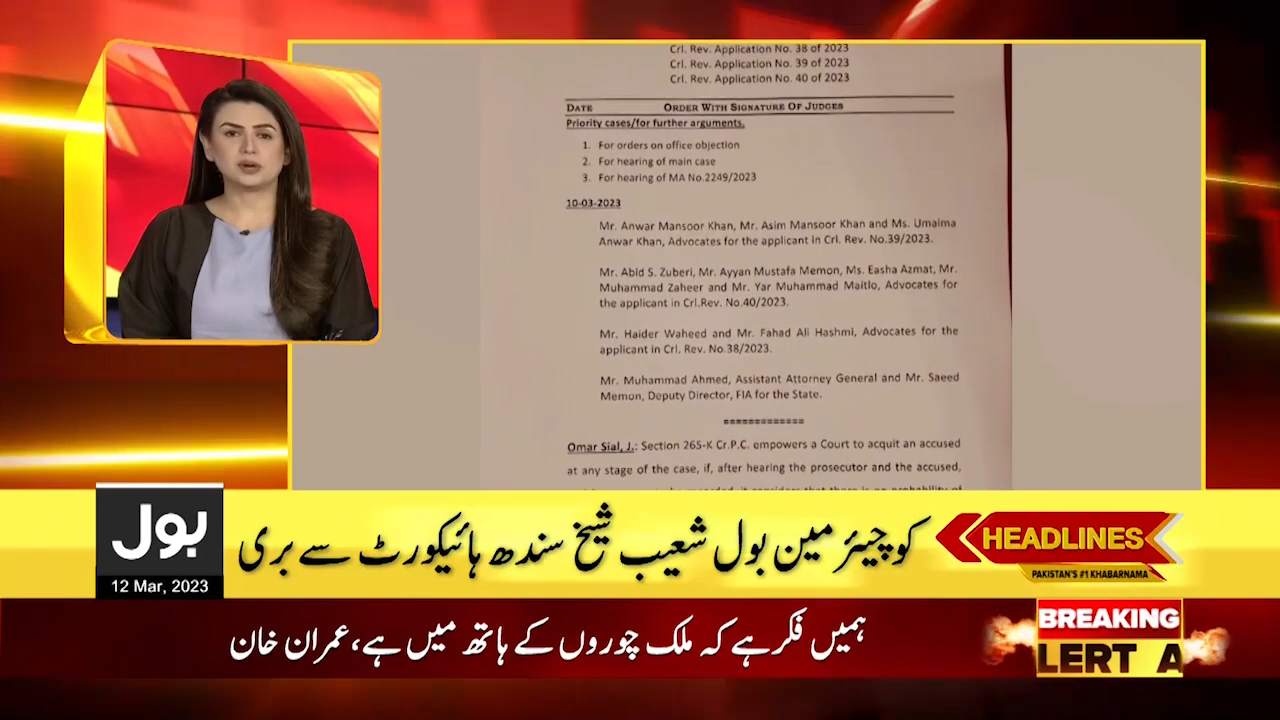 Crl. Rev. Application No. 38 of 2023
Crl. Rev. Application No. 39 of 2023
Crl. Rev. Application No. 40 of 2023
DATE ORDER WITH SIGNATURE OF JUDGES
Priority cases/for further arguments.
1. For orders on office objection
2. For hearing of main case
3. For hearing of MA No.2249/2023
10-03-2023
Mr. Anwar Mansoor Khan, Mr. Asim Mansoor Khan and Ms. Umaima
Anwar Khan, Advocates for the applicant in Crl. Rev. No.39/2023.
Mr. Abid S. Zuberi, Mr. Ayyan Mustafa Memon, Ms. Easha Azmat, Mr.
Muhammad Zaheer and Mr. Yar Muhammad Maitlo, Advocates for
the applicant in Crl.Rev. No.40/2023.
Mr. Haider Waheed and Mr. Fahad Ali Hashmi, Advocates for the
applicant in Crl. Rev. No.38/2023.
Mr. Muhammad Ahmed, Assistant Attorney General and Mr. Saeed
Memon, Deputy Director, FIA for the State.
=============
Omar Sial, J.: Section 265-K Cr.P.C. empowers a Court to acquit an accused
at any stage of the case, if, after hearing the prosecutor and the accused,
بول
12 Mar, 2023
کو چیئرمین بول شعیب شیخ سندھ ہائیکورٹ سے بری
HEADLINES
PAKISTAN'S #1 KHABARNAMA
ہمیں فکر ہے کہ ملک چوروں کے ہاتھ میں ہے، عمران خان
BREAKING
LERT A